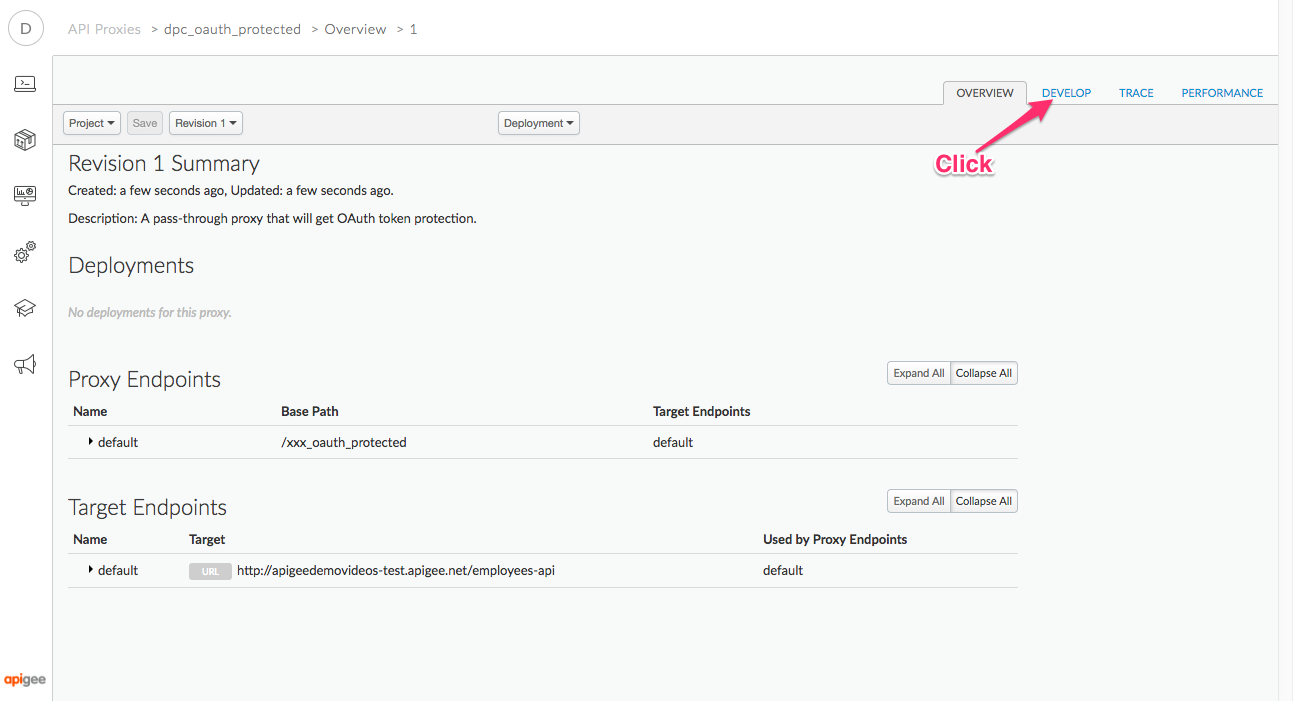 D
API Proxies > dpc_oauth_protected > Overview > 1
OVERVIEW DEVELOP TRACE PERFORMANCE
Project Save Revision 1 Deployment
Click
Revision 1 Summary
Created: a few seconds ago, Updated: a few seconds ago.
Description: A pass-through proxy that will get OAuth token protection.
Deployments
No deployments for this proxy.
Proxy Endpoints
Expand All Collapse All
Name Base Path Target Endpoints
default /xxx_oauth_protected default
Target Endpoints
Expand All Collapse All
Name Target Used by Proxy Endpoints
default URL http://apigeedemovideos-test.apigee.net/employees-api default
apigee